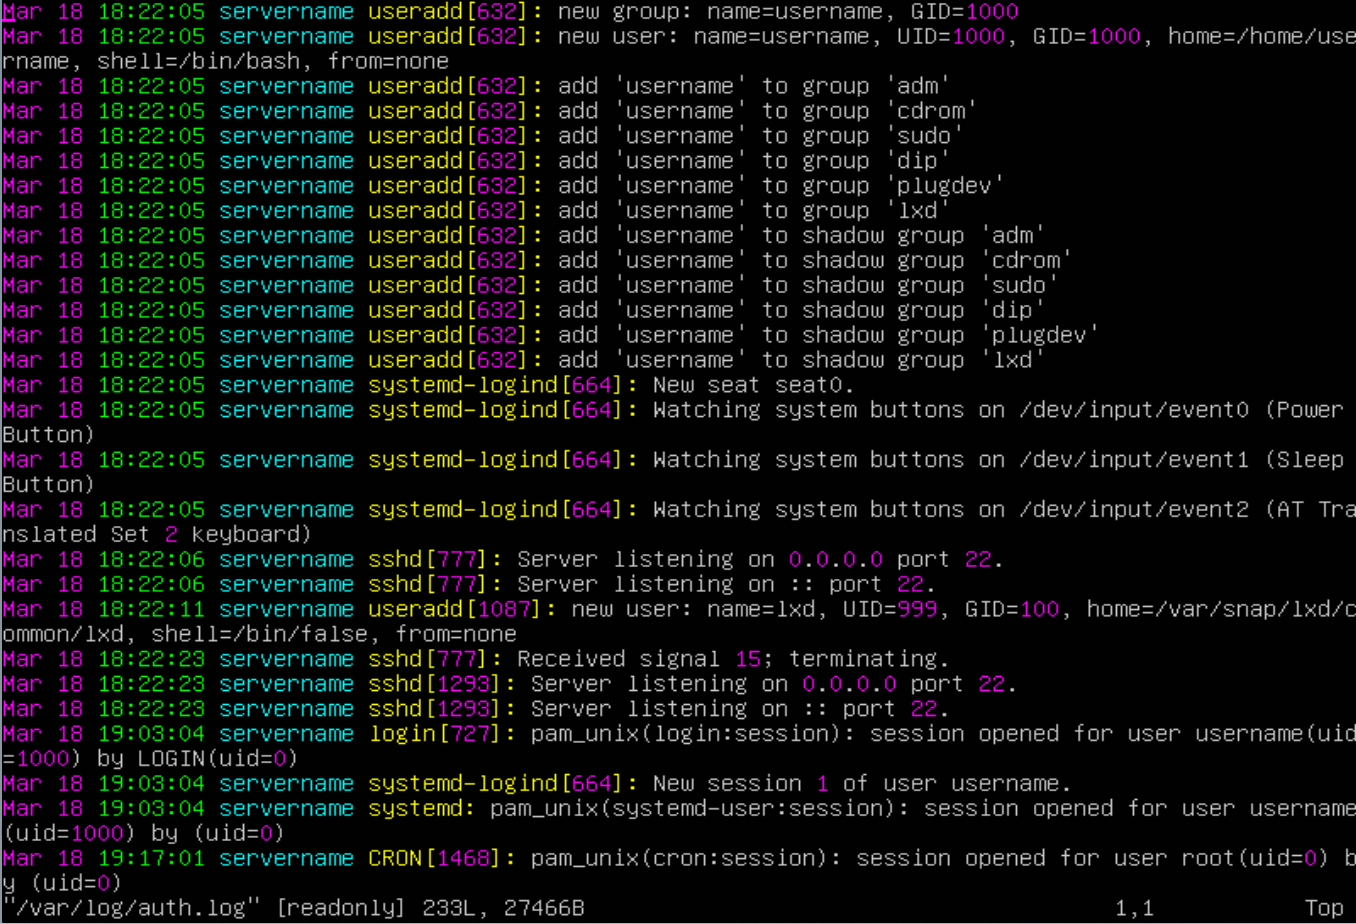 Mar 18 18:22:05 servername useradd[632]: new group: name=username, GID=1000
Mar 18 18:22:05 servername useradd[632]: new user: name=username, UID=1000, GID=1000, home=/home/use
rname, shell=/bin/bash, from=none
Mar 18 18:22:05 servername useradd[632]: add 'username' to group 'adm'
Mar 18 18:22:05 servername useradd[632]: add 'username' to group 'cdrom'
Mar 18 18:22:05 servername useradd[632]: add 'username' to group 'sudo'
Mar 18 18:22:05 servername useradd[632]: add 'username' to group 'dip'
Mar 18 18:22:05 servername useradd[632]: add 'username' to group 'plugdev'
Mar 18 18:22:05 servername useradd[632]: add 'username' to group 'lxd'
Mar 18 18:22:05 servername useradd[632]: add 'username' to shadow group 'adm'
Mar 18 18:22:05 servername useradd[632]: add 'username' to shadow group 'cdrom'
Mar 18 18:22:05 servername useradd[632]: add 'username' to shadow group 'sudo'
Mar 18 18:22:05 servername useradd[632]: add 'username' to shadow group 'dip'
Mar 18 18:22:05 servername useradd[632]: add 'username' to shadow group 'plugdev'
Mar 18 18:22:05 servername useradd[632]: add 'username' to shadow group 'lxd'
Mar 18 18:22:05 servername systemd-logind[664]: New seat seat0.
Mar 18 18:22:05 servername systemd-logind[664]: Watching system buttons on /dev/input/event0 (Power
Button)
Mar 18 18:22:05 servername systemd-logind[664]: Watching system buttons on /dev/input/event1 (Sleep
Button)
Mar 18 18:22:05 servername systemd-logind[664]: Watching system buttons on /dev/input/event2 (AT Tra
nslated Set 2 keyboard)
Mar 18 18:22:06 servername sshd[777]: Server listening on 0.0.0.0 port 22.
Mar 18 18:22:06 servername sshd[777]: Server listening on :: port 22.
Mar 18 18:22:11 servername useradd[1087]: new user: name=lxd, UID=999, GID=100, home=/var/snap/lxd/c
ommon/lxd, shell=/bin/false, from=none
Mar 18 18:22:23 servername sshd[777]: Received signal 15; terminating.
Mar 18 18:22:23 servername sshd[1293]: Server listening on 0.0.0.0 port 22.
Mar 18 18:22:23 servername sshd[1293]: Server listening on :: port 22.
Mar 18 19:03:04 servername login[727]: pam_unix(login:session): session opened for user username(uid
=1000) by LOGIN(uid=0)
Mar 18 19:03:04 servername systemd-logind[664]: New session 1 of user username.
Mar 18 19:03:04 servername systemd: pam_unix(systemd-user:session): session opened for user username
(uid=1000) by (uid=0)
Mar 18 19:17:01 servername CRON[1468]: pam_unix(cron:session): session opened for user root(uid=0) b
y (uid=0)
"/var/log/auth.log" [readonly] 233L, 27466B 1,1 Top